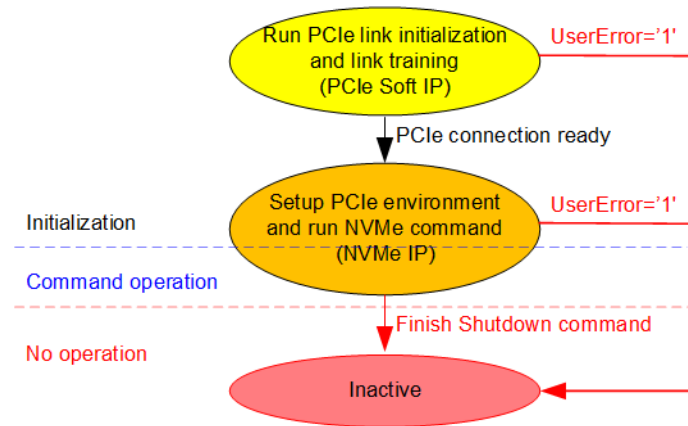 Run PCIe link initialization
and link training
(PCIe Soft IP)
UserError='1'
PCIe connection ready
Setup PCIe environment
and run NVMe command
(NVMe IP)
UserError='1'
Initialization
Command operation
Finish Shutdown command
No operation
Inactive